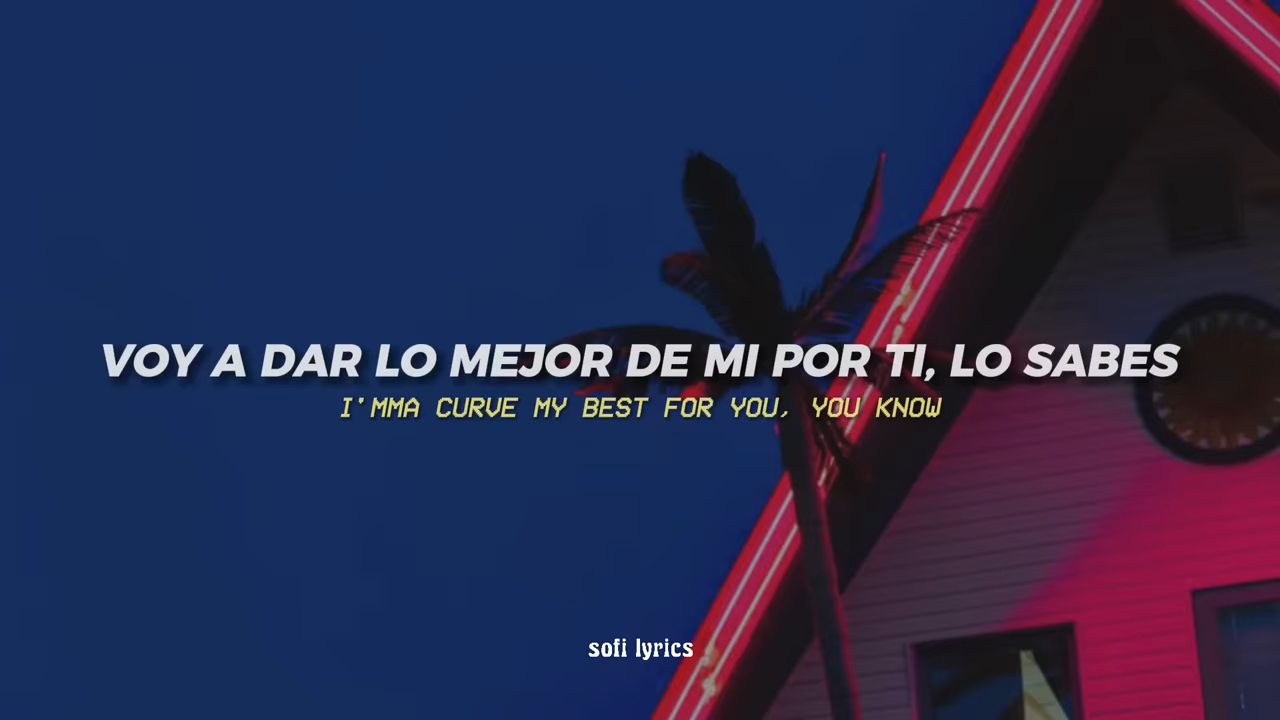 VOY A DAR LO MEJOR DE MI POR TI, LO SABES
I'MMA CURVE MY BEST FOR YOU, YOU KNOW
sofi lyrics